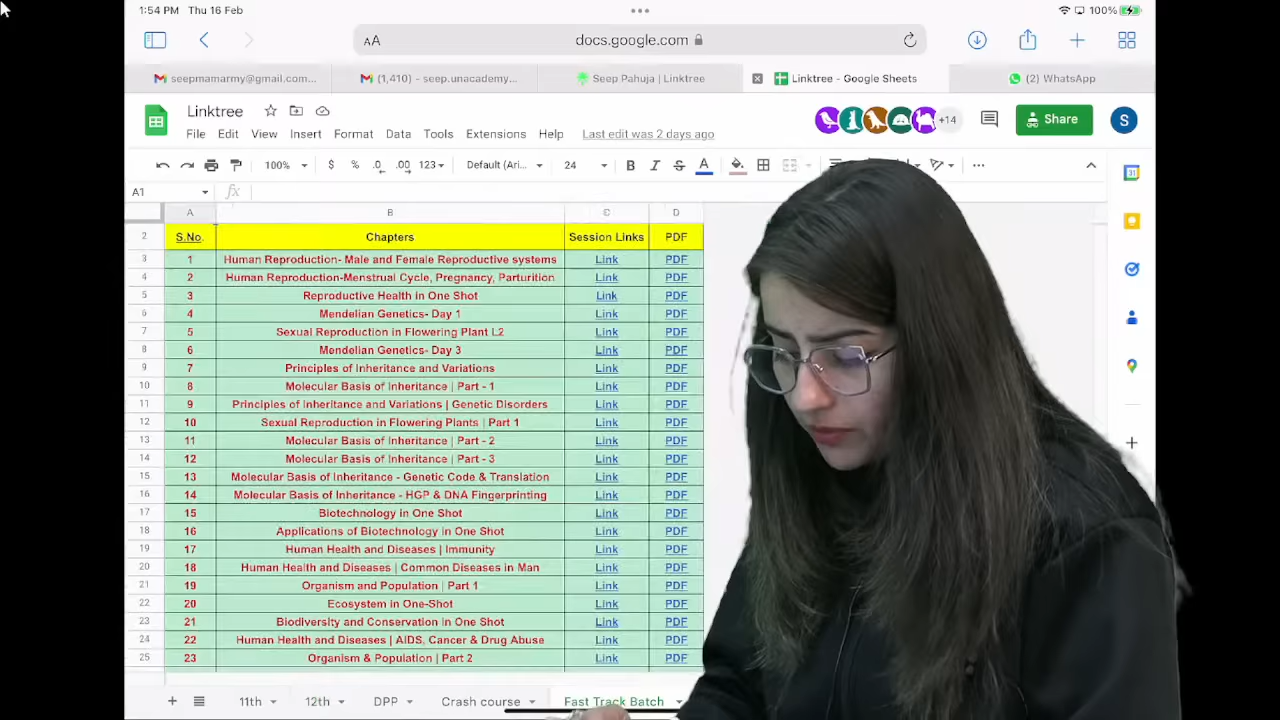 1:54 PM Thu 16 Feb
100%
AA
docs.google.com
seepmamarmy@gmail.com...
(1,410) - seep.unacademy...
Seep Pahuja | Linktree
Linktree - Google Sheets
(2) WhatsApp
Linktree
File Edit View Insert Format Data Tools Extensions Help Last edit was 2 days ago
+14
Share
S
100% $ % .0 .00 123 Default (Ari... 24 B I S A
A1 fx
A B C D
2 S.No. Chapters Session Links PDF
3 1 Human Reproduction- Male and Female Reproductive systems Link PDF
4 2 Human Reproduction-Menstrual Cycle, Pregnancy, Parturition Link PDF
5 3 Reproductive Health in One Shot Link PDF
6 4 Mendelian Genetics- Day 1 Link PDF
7 5 Sexual Reproduction in Flowering Plant L2 Link PDF
8 6 Mendelian Genetics- Day 3 Link PDF
9 7 Principles of Inheritance and Variations Link PDF
10 8 Molecular Basis of Inheritance | Part - 1 Link PDF
11 9 Principles of Inheritance and Variations | Genetic Disorders Link PDF
12 10 Sexual Reproduction in Flowering Plants | Part 1 Link PDF
13 11 Molecular Basis of Inheritance | Part - 2 Link PDF
14 12 Molecular Basis of Inheritance | Part - 3 Link PDF
15 13 Molecular Basis of Inheritance - Genetic Code & Translation Link PDF
16 14 Molecular Basis of Inheritance - HGP & DNA Fingerprinting Link PDF
17 15 Biotechnology in One Shot Link PDF
18 16 Applications of Biotechnology in One Shot Link PDF
19 17 Human Health and Diseases | Immunity Link PDF
20 18 Human Health and Diseases | Common Diseases in Man Link PDF
21 19 Organism and Population | Part 1 Link PDF
22 20 Ecosystem in One-Shot Link PDF
23 21 Biodiversity and Conservation in One Shot Link PDF
24 22 Human Health and Diseases | AIDS, Cancer & Drug Abuse Link PDF
25 23 Organism & Population | Part 2 Link PDF
11th 12th DPP Crash course Fast Track Batch